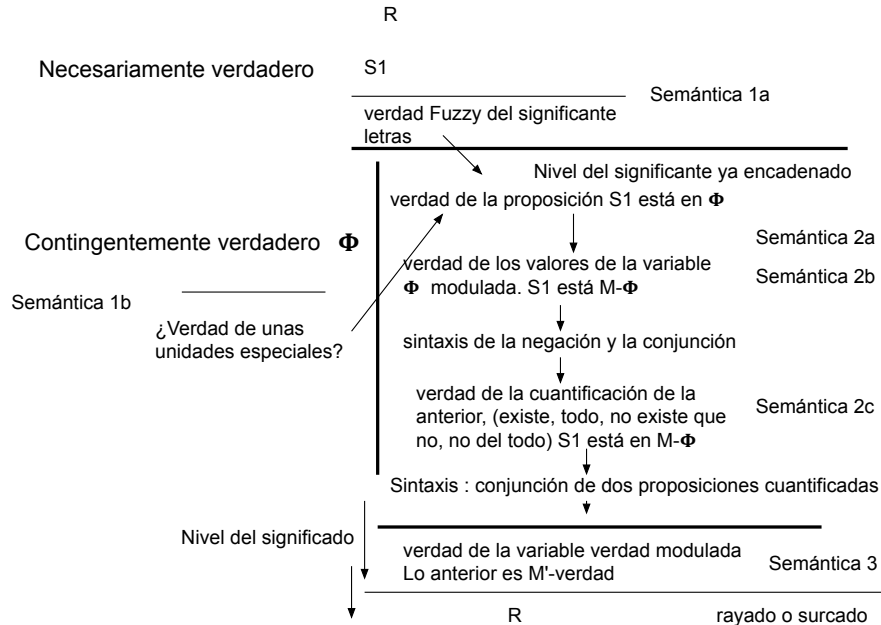 R
Necesariamente verdadero
S1
Semántica 1a
verdad Fuzzy del significante
letras
Nivel del significante ya encadenado
verdad de la proposición S1 está en Φ
Contingentemente verdadero Φ
Semántica 2a
verdad de los valores de la variable
Φ modulada. S1 está M-Φ
Semántica 2b
Semántica 1b
¿Verdad de unas
unidades especiales?
sintaxis de la negación y la conjunción
verdad de la cuantificación de la
anterior, (existe, todo, no existe que
no, no del todo) S1 está en M-Φ
Semántica 2c
Sintaxis : conjunción de dos proposiciones cuantificadas
Nivel del significado
verdad de la variable verdad modulada
Lo anterior es M'-verdad
Semántica 3
R
rayado o surcado